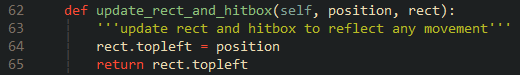 62 def update_rect_and_hitbox(self, position, rect):
63 '''update rect and hitbox to reflect any movement'''
64 rect.topleft = position
65 return rect.topleft